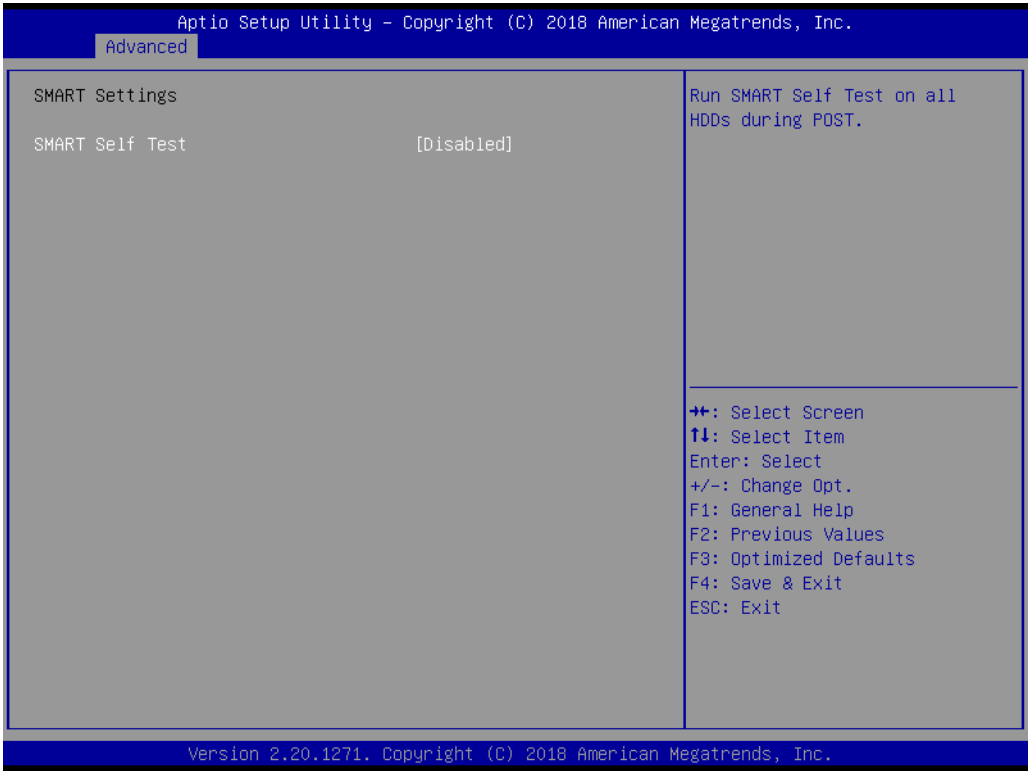 Aptio Setup Utility – Copyright (C) 2018 American Megatrends, Inc.
Advanced
SMART Settings
SMART Self Test [Disabled]
Run SMART Self Test on all
HDDs during POST.
→←: Select Screen
↑↓: Select Item
Enter: Select
+/-: Change Opt.
F1: General Help
F2: Previous Values
F3: Optimized Defaults
F4: Save & Exit
ESC: Exit
Version 2.20.1271. Copyright (C) 2018 American Megatrends, Inc.